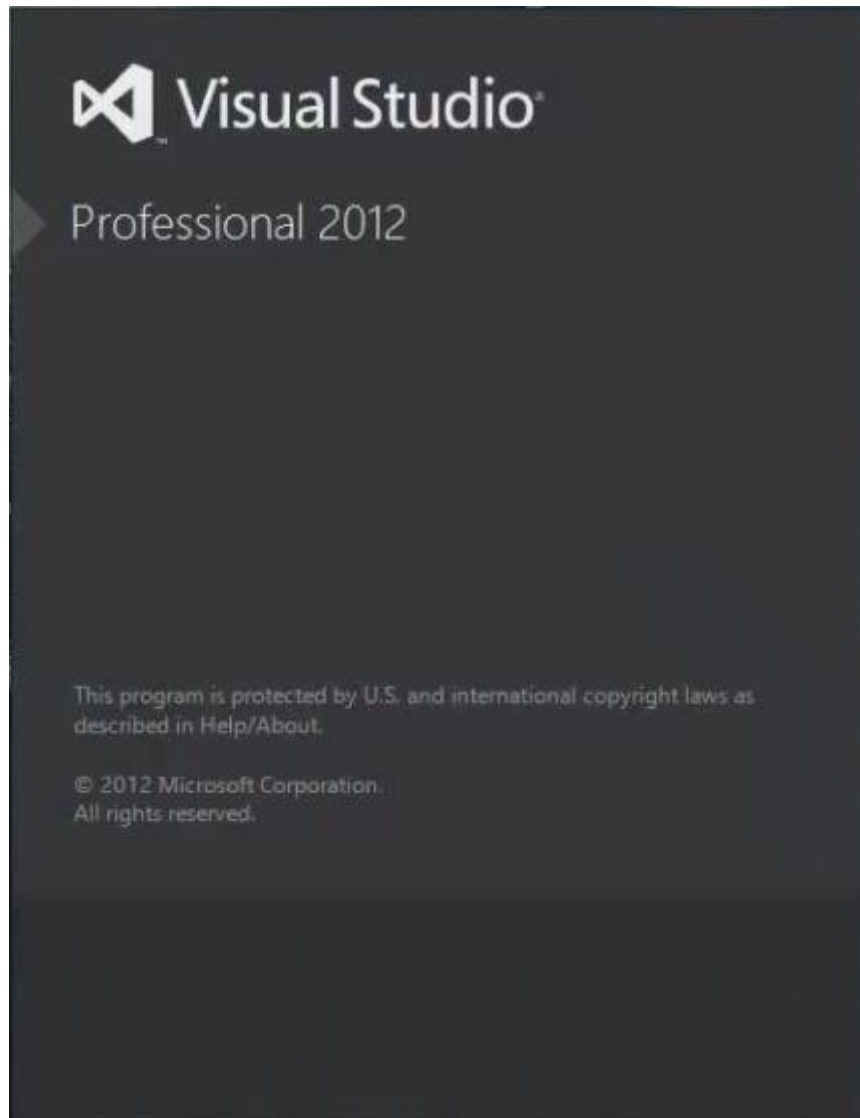 Visual Studio®
Professional 2012
This program is protected by U.S. and international copyright laws as
described in Help/About.
© 2012 Microsoft Corporation.
All rights reserved.